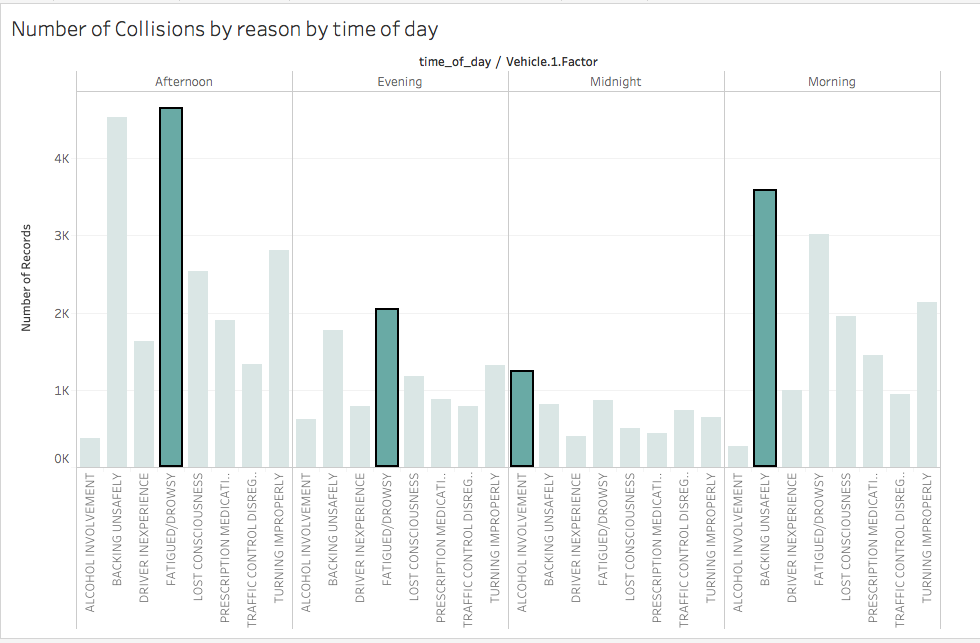 Number of Collisions by reason by time of day
time_of_day / Vehicle.1.Factor
Afternoon
Evening
Midnight
Morning
Number of Records
4K
3K
2K
1K
0K
ALCOHOL INVOLVEMENT
BACKING UNSAFELY
DRIVER INEXPERIENCE
FATIGUED/DROWSY
LOST CONSCIOUSNESS
PRESCRIPTION MEDICATI..
TRAFFIC CONTROL DISREG..
TURNING IMPROPERLY
ALCOHOL INVOLVEMENT
BACKING UNSAFELY
DRIVER INEXPERIENCE
FATIGUED/DROWSY
LOST CONSCIOUSNESS
PRESCRIPTION MEDICATI..
TRAFFIC CONTROL DISREG..
TURNING IMPROPERLY
ALCOHOL INVOLVEMENT
BACKING UNSAFELY
DRIVER INEXPERIENCE
FATIGUED/DROWSY
LOST CONSCIOUSNESS
PRESCRIPTION MEDICATI..
TRAFFIC CONTROL DISREG..
TURNING IMPROPERLY
ALCOHOL INVOLVEMENT
BACKING UNSAFELY
DRIVER INEXPERIENCE
FATIGUED/DROWSY
LOST CONSCIOUSNESS
PRESCRIPTION MEDICATI..
TRAFFIC CONTROL DISREG..
TURNING IMPROPERLY